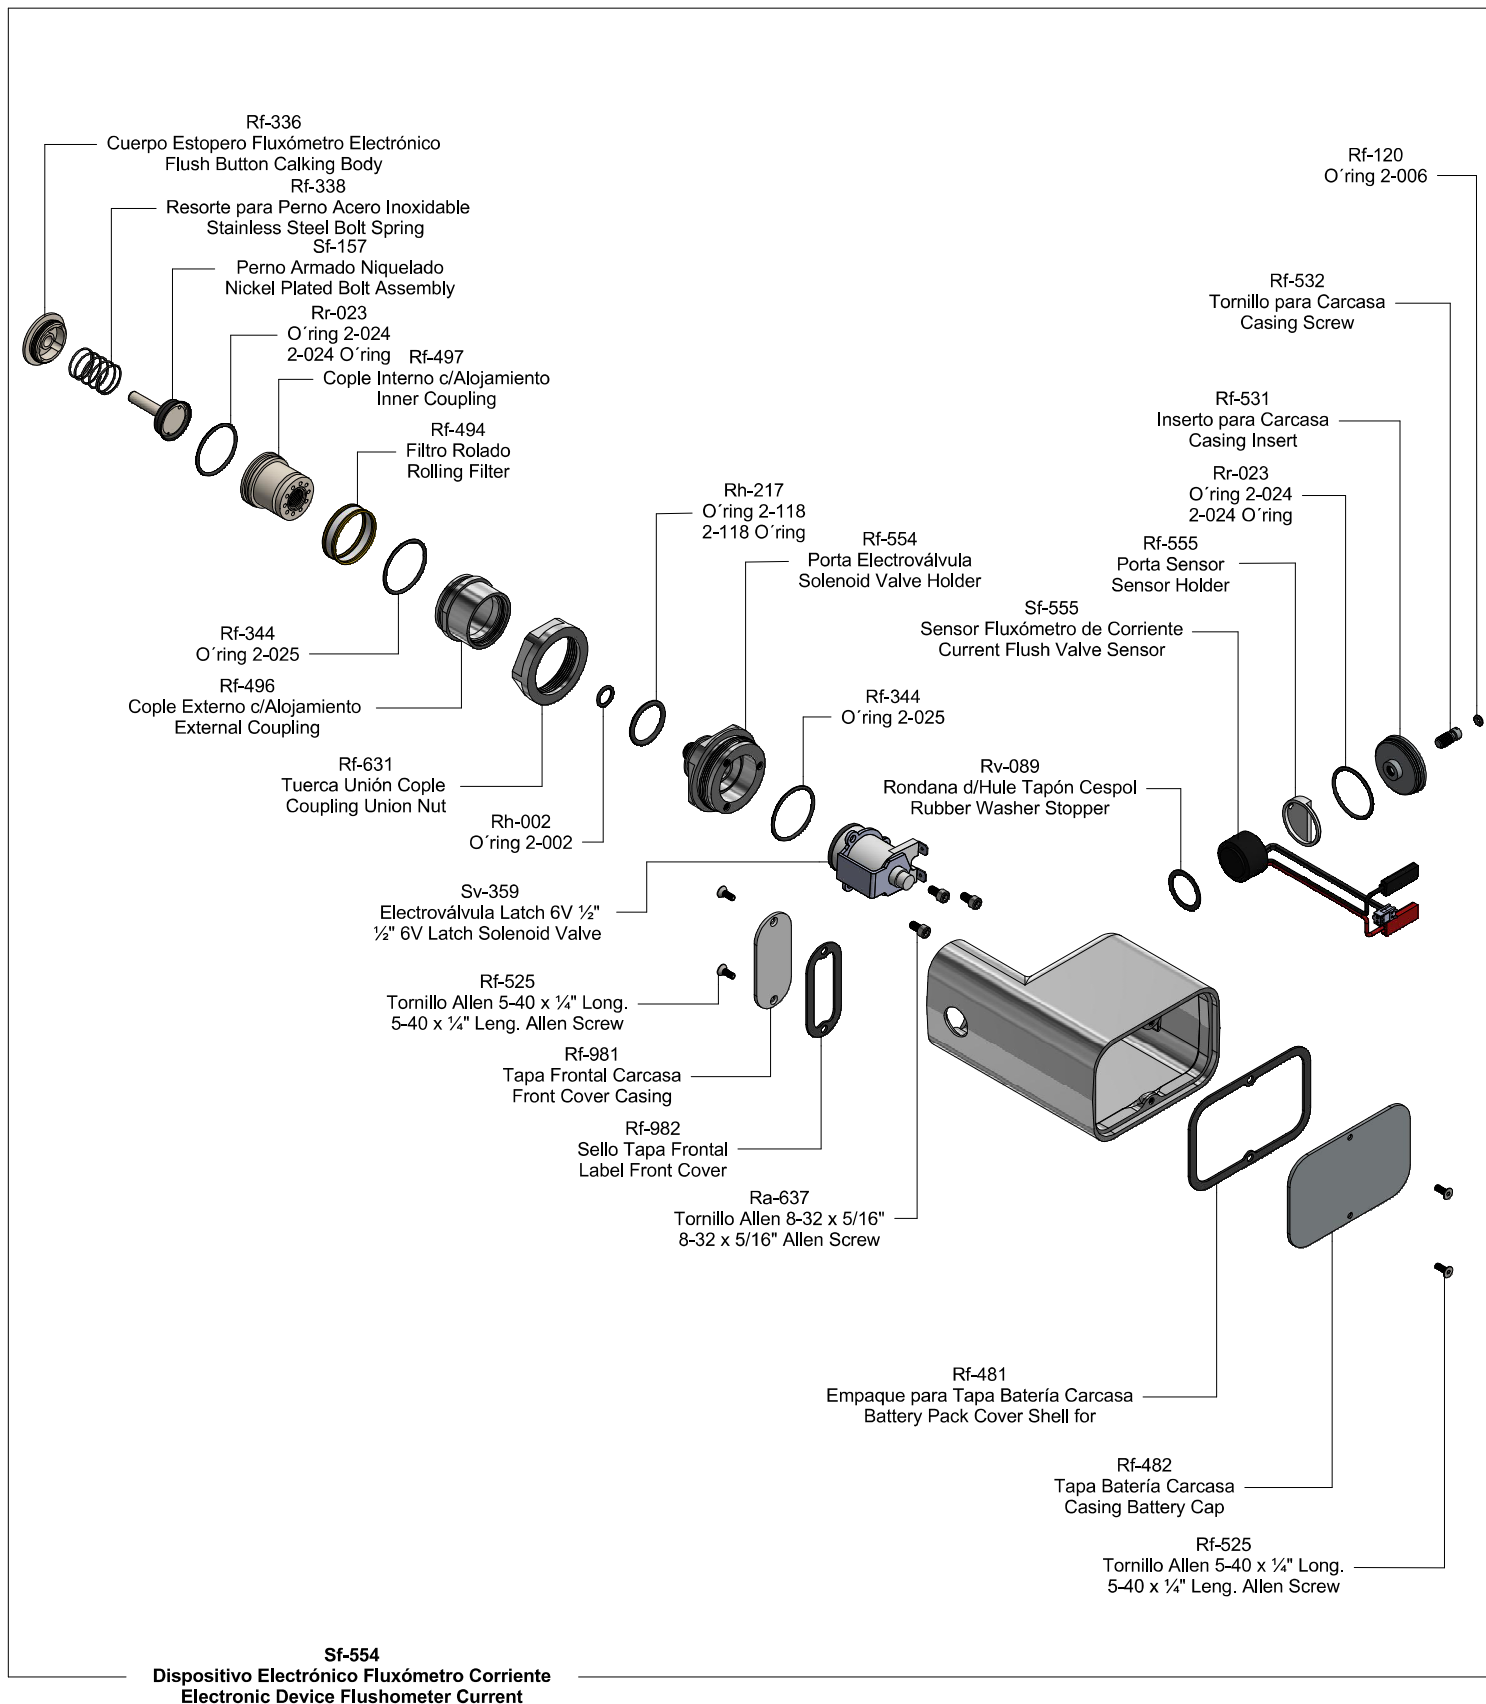 Rf-336
Cuerpo Estopero Fluxómetro Electrónico
Flush Button Calking Body
Rf-338
Resorte para Perno Acero Inoxidable
Stainless Steel Bolt Spring
Sf-157
Perno Armado Niquelado
Nickel Plated Bolt Assembly
Rr-023
O´ring 2-024
2-024 O´ring
Rf-497
Cople Interno c/Alojamiento
Inner Coupling
Rf-494
Filtro Rolado
Rolling Filter
Rf-344
O´ring 2-025
Rf-496
Cople Externo c/Alojamiento
External Coupling
Rf-631
Tuerca Unión Cople
Coupling Union Nut
Rh-002
O´ring 2-002
Rh-217
O´ring 2-118
2-118 O´ring
Rf-554
Porta Electroválvula
Solenoid Valve Holder
Rf-344
O´ring 2-025
Sv-359
Electroválvula Latch 6V ½"
½" 6V Latch Solenoid Valve
Rf-525
Tornillo Allen 5-40 x ¼" Long.
5-40 x ¼" Leng. Allen Screw
Rf-981
Tapa Frontal Carcasa
Front Cover Casing
Rf-982
Sello Tapa Frontal
Label Front Cover
Ra-637
Tornillo Allen 8-32 x 5/16"
8-32 x 5/16" Allen Screw
Rf-120
O´ring 2-006
Rf-532
Tornillo para Carcasa
Casing Screw
Rf-531
Inserto para Carcasa
Casing Insert
Rr-023
O´ring 2-024
2-024 O´ring
Rf-555
Porta Sensor
Sensor Holder
Sf-555
Sensor Fluxómetro de Corriente
Current Flush Valve Sensor
Rv-089
Rondana d/Hule Tapón Cespol
Rubber Washer Stopper
Rf-481
Empaque para Tapa Batería Carcasa
Battery Pack Cover Shell for
Rf-482
Tapa Batería Carcasa
Casing Battery Cap
Rf-525
Tornillo Allen 5-40 x ¼" Long.
5-40 x ¼" Leng. Allen Screw
Sf-554
Dispositivo Electrónico Fluxómetro Corriente
Electronic Device Flushometer Current